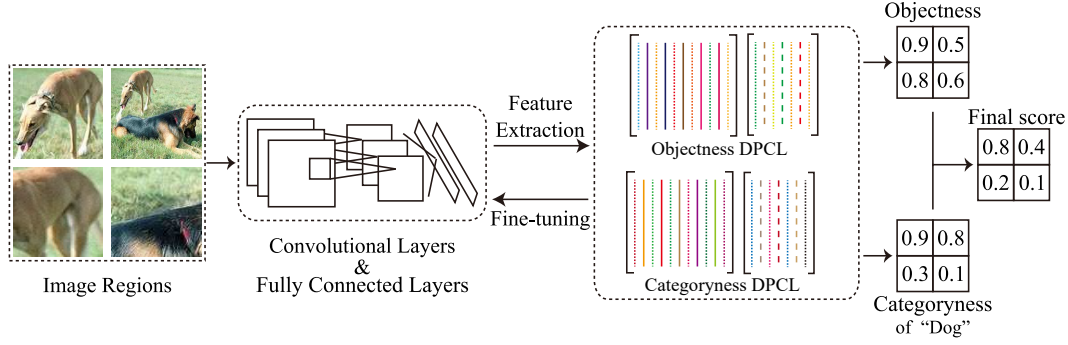 Image Regions
Convolutional Layers
&
Fully Connected Layers
Feature
Extraction
Fine-tuning
Objectness DPCL
Categoryness DPCL
Objectness
0.9 0.5
0.8 0.6
Final score
0.8 0.4
0.2 0.1
0.9 0.8
0.3 0.1
Categoryness
of “Dog”